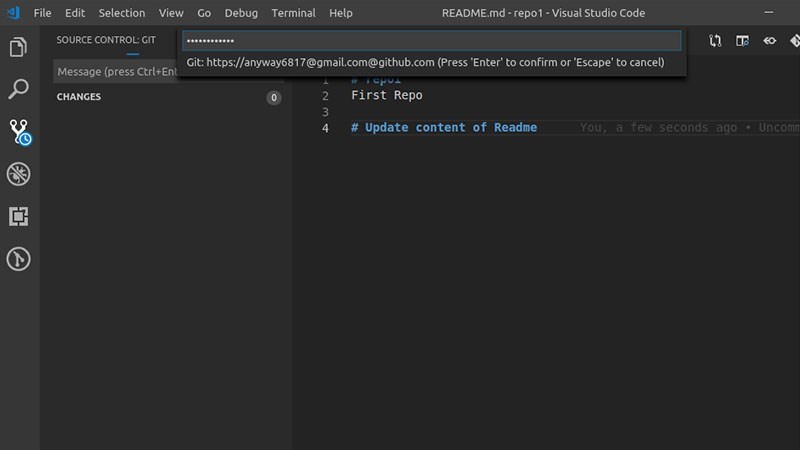 File Edit Selection View Go Debug Terminal Help README.md - repo1 - Visual Studio Code
SOURCE CONTROL: GIT
••••••••••••
Git: https://anyway6817@gmail.com@github.com (Press 'Enter' to confirm or 'Escape' to cancel)
Message (press Ctrl+Ent
CHANGES 0
1 # repo1
2 First Repo
3
4 # Update content of Readme You, a few seconds ago • Uncomm